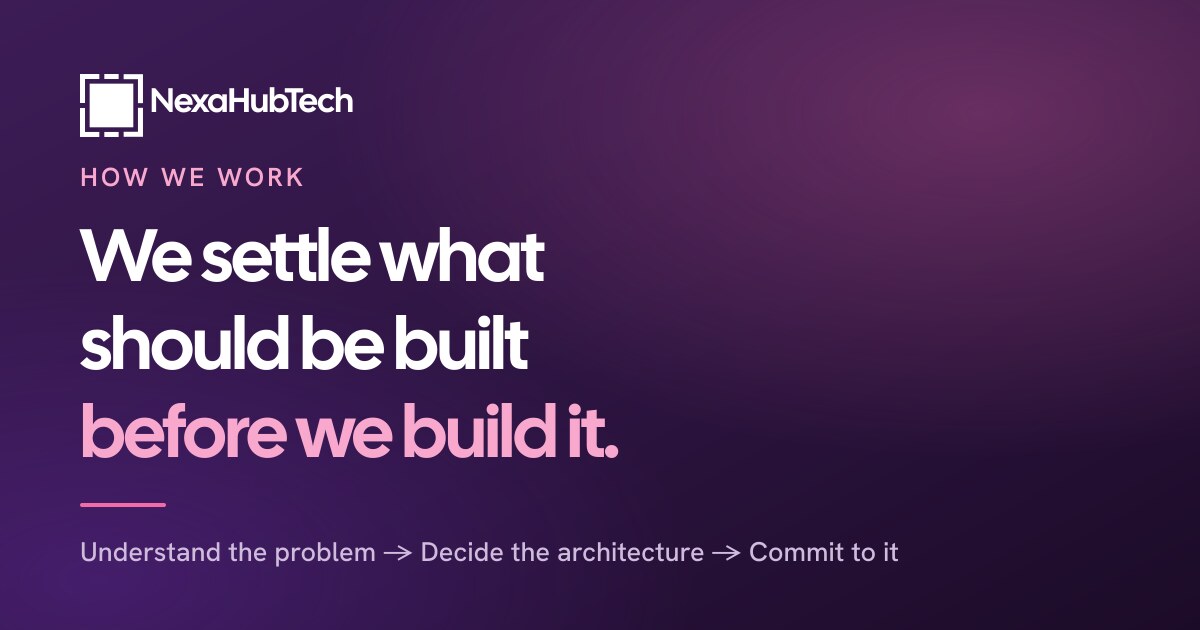 NexaHubTech
HOW WE WORK
We settle what
should be built
before we build it.
Understand the problem → Decide the architecture → Commit to it